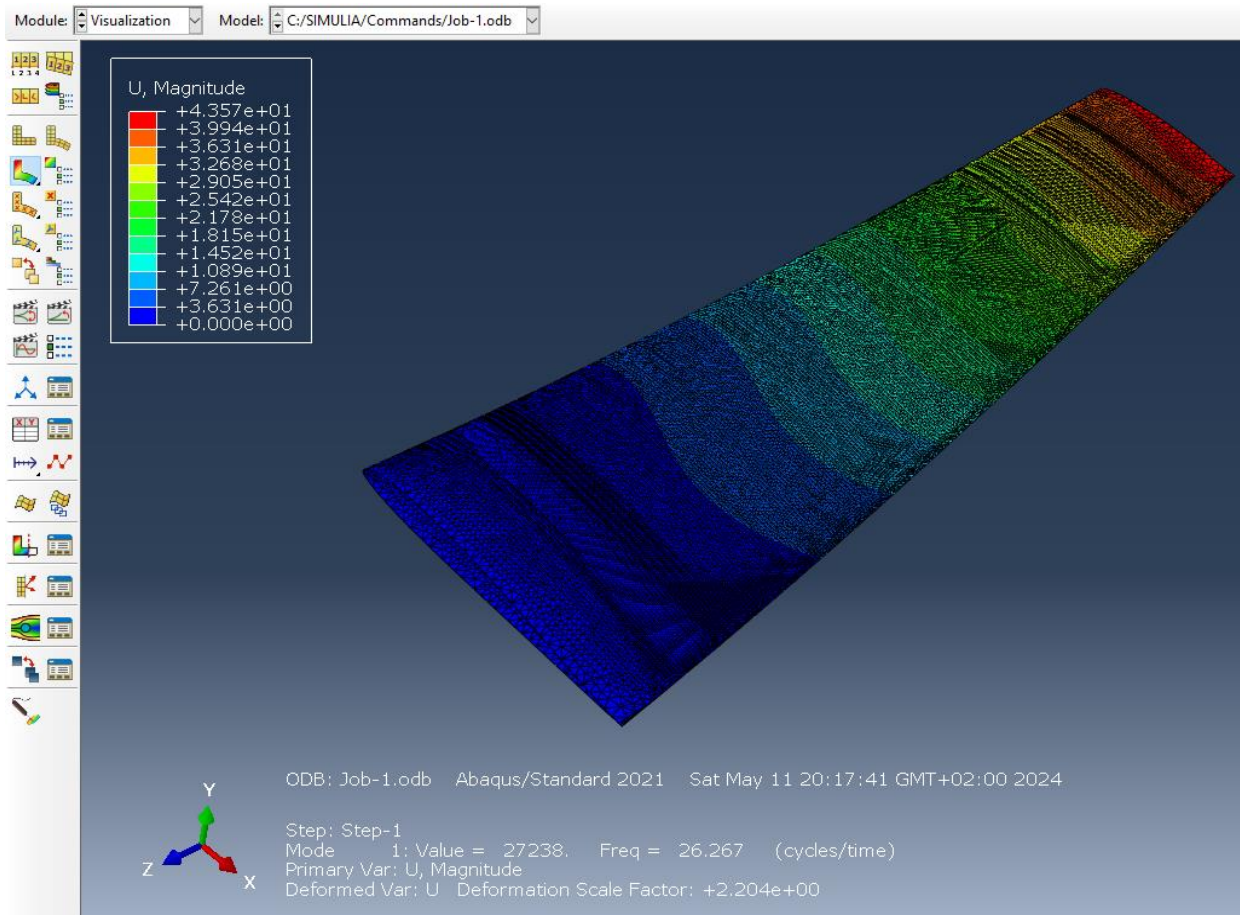 Module: Visualization Model: C:/SIMULIA/Commands/Job-1.odb
U, Magnitude
+4.357e+01
+3.994e+01
+3.631e+01
+3.268e+01
+2.905e+01
+2.542e+01
+2.178e+01
+1.815e+01
+1.452e+01
+1.089e+01
+7.261e+00
+3.631e+00
+0.000e+00
ODB: Job-1.odb Abaqus/Standard 2021 Sat May 11 20:17:41 GMT+02:00 2024
Y
Z
X
Step: Step-1
Mode 1: Value = 27238. Freq = 26.267 (cycles/time)
Primary Var: U, Magnitude
Deformed Var: U Deformation Scale Factor: +2.204e+00